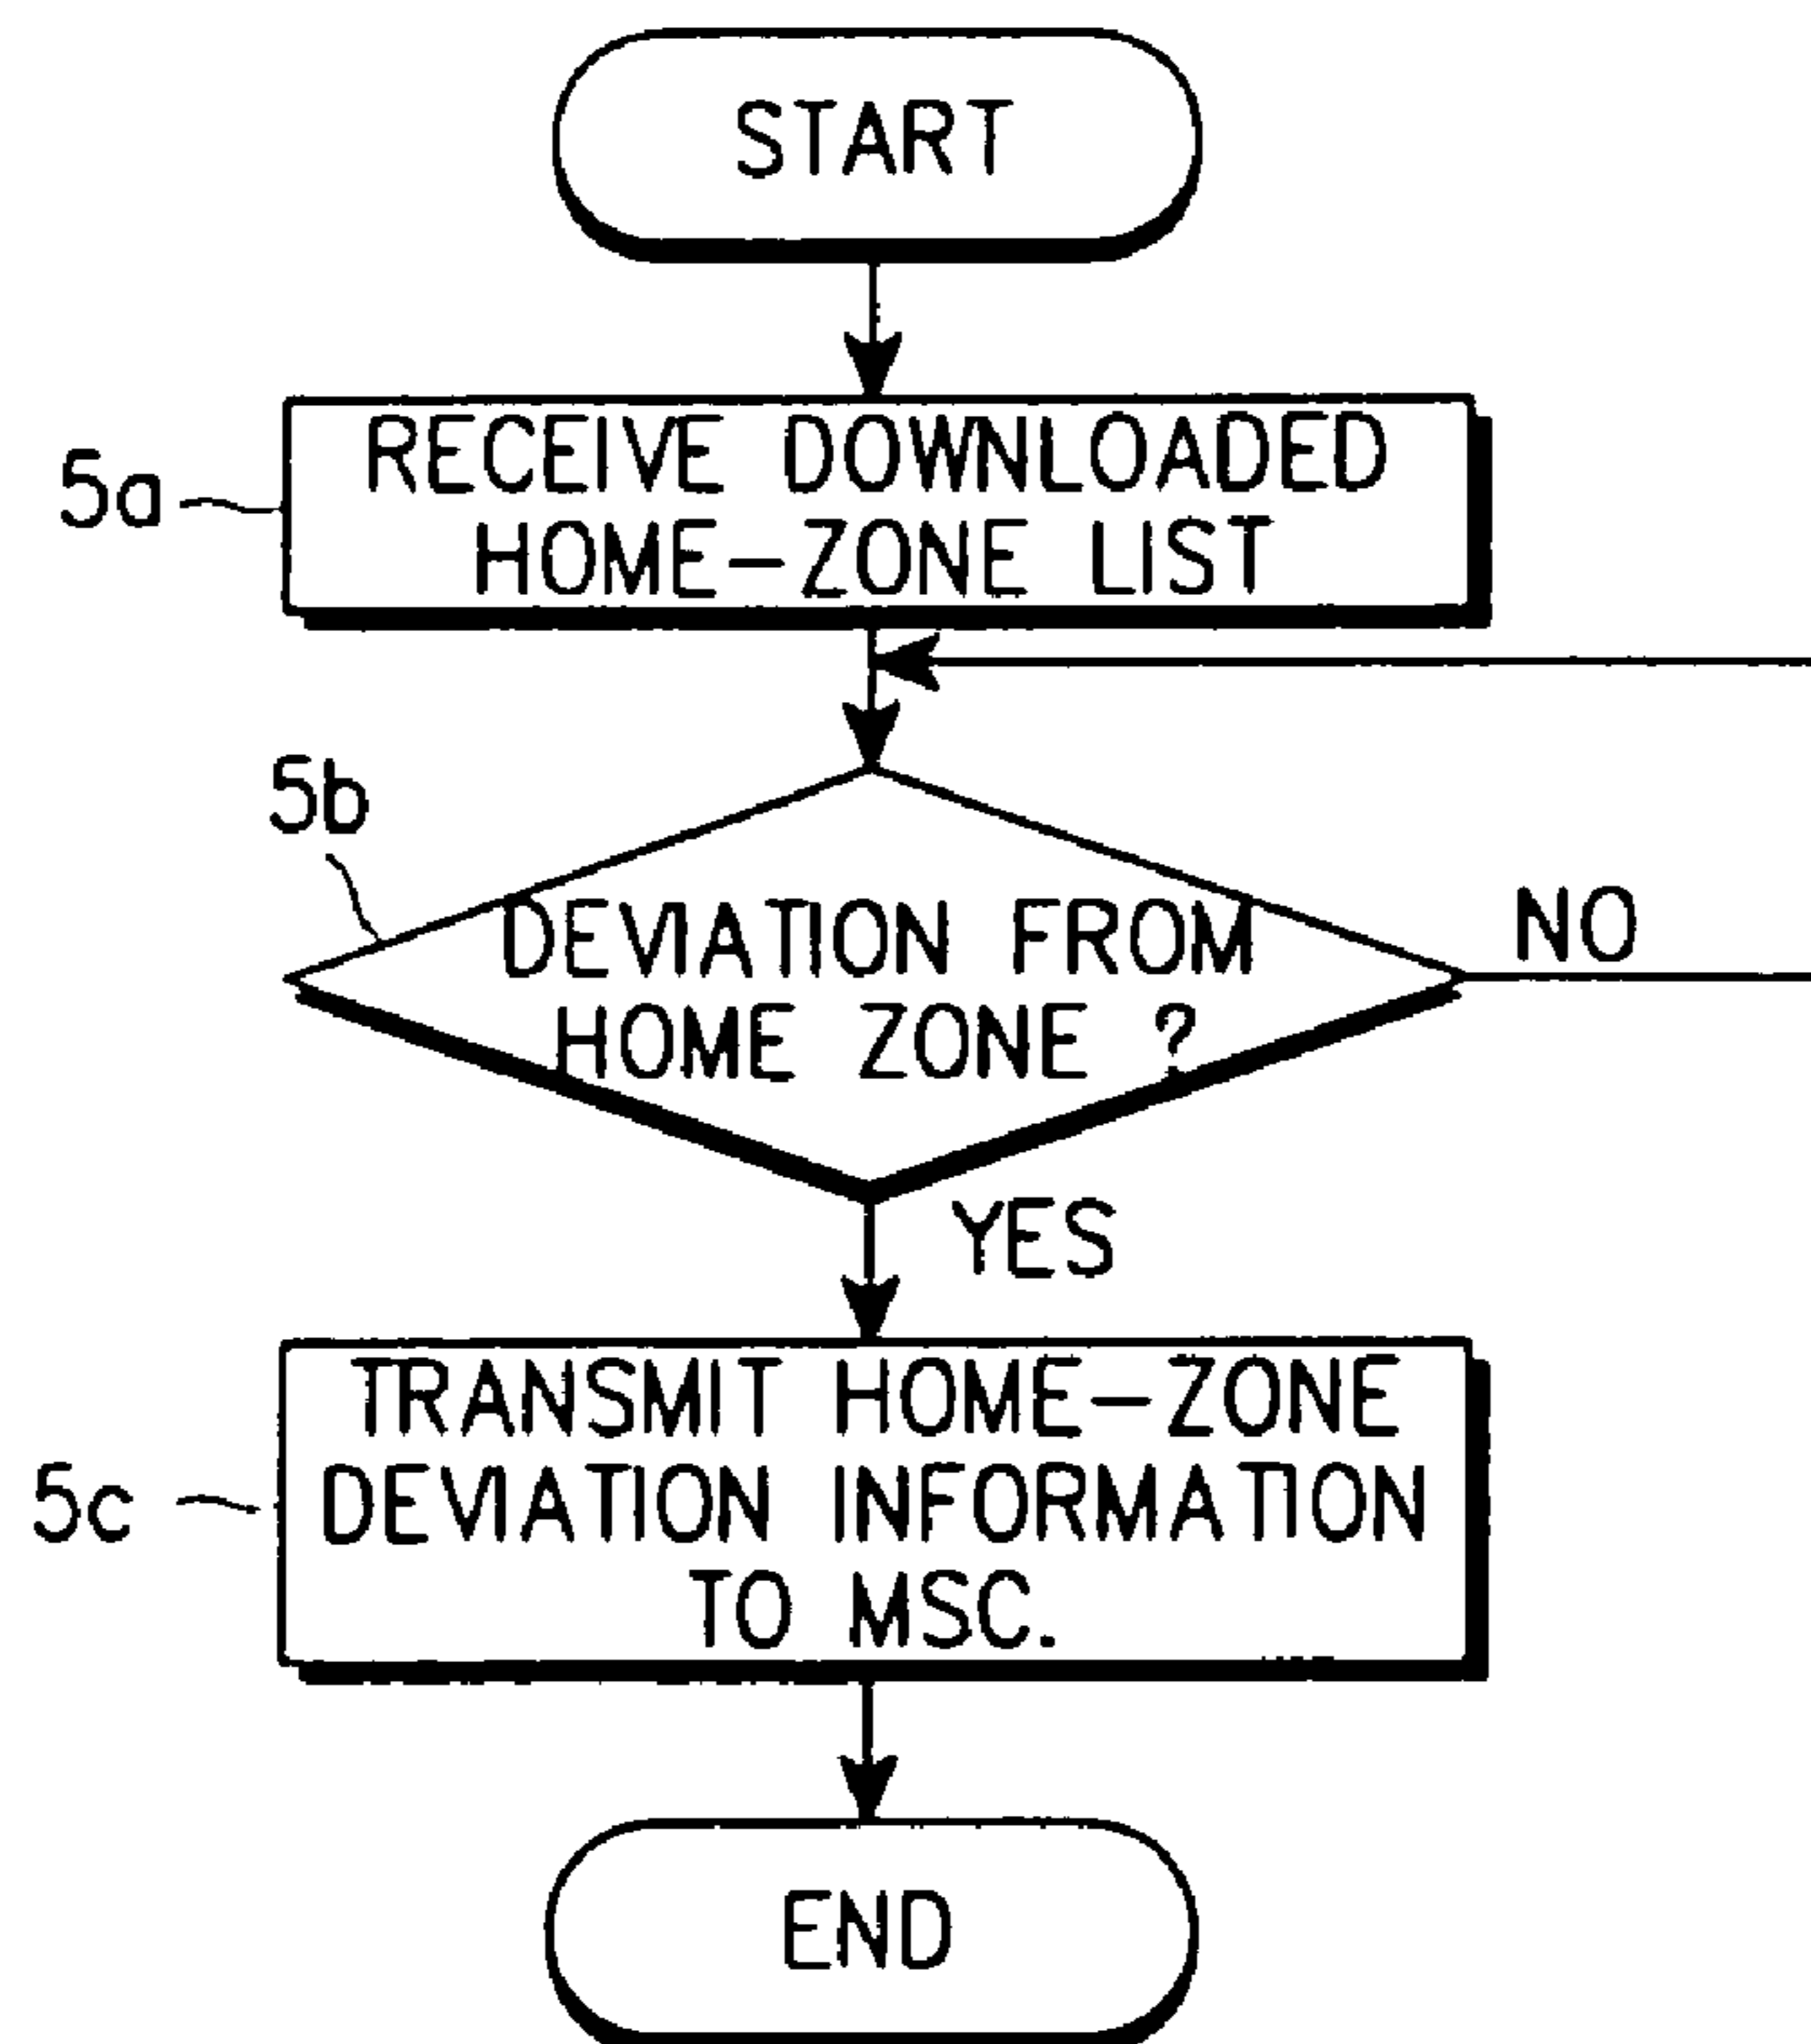 START
5a
RECEIVE DOWNLOADED
HOME-ZONE LIST
5b
DEVIATION FROM
HOME ZONE ?
NO
YES
5c
TRANSMIT HOME-ZONE
DEVIATION INFORMATION
TO MSC.
END